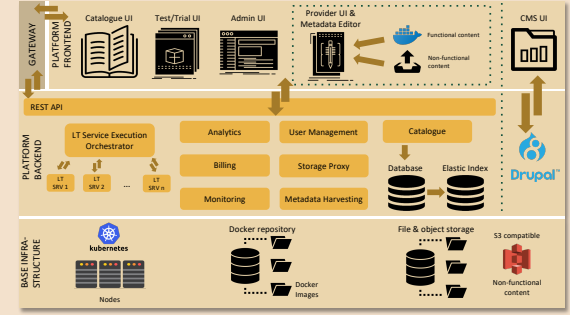 GATEWAY
PLATFORM
FRONTEND
Catalogue UI
Test/Trial UI
Admin UI
Provider UI &
Metadata Editor
Functional content
Non-functional
content
CMS UI
REST API
PLATFORM
BACKEND
LT Service Execution
Orchestrator
LT
SRV 1
LT
SRV 2
...
LT
SRV n
Analytics
User Management
Catalogue
Billing
Storage Proxy
Monitoring
Metadata Harvesting
Database
Elastic Index
Drupal™
BASE INFRA-
STRUCTURE
kubernetes
Nodes
Docker repository
Docker
Images
File & object storage
S3 compatible
Non-functional
content